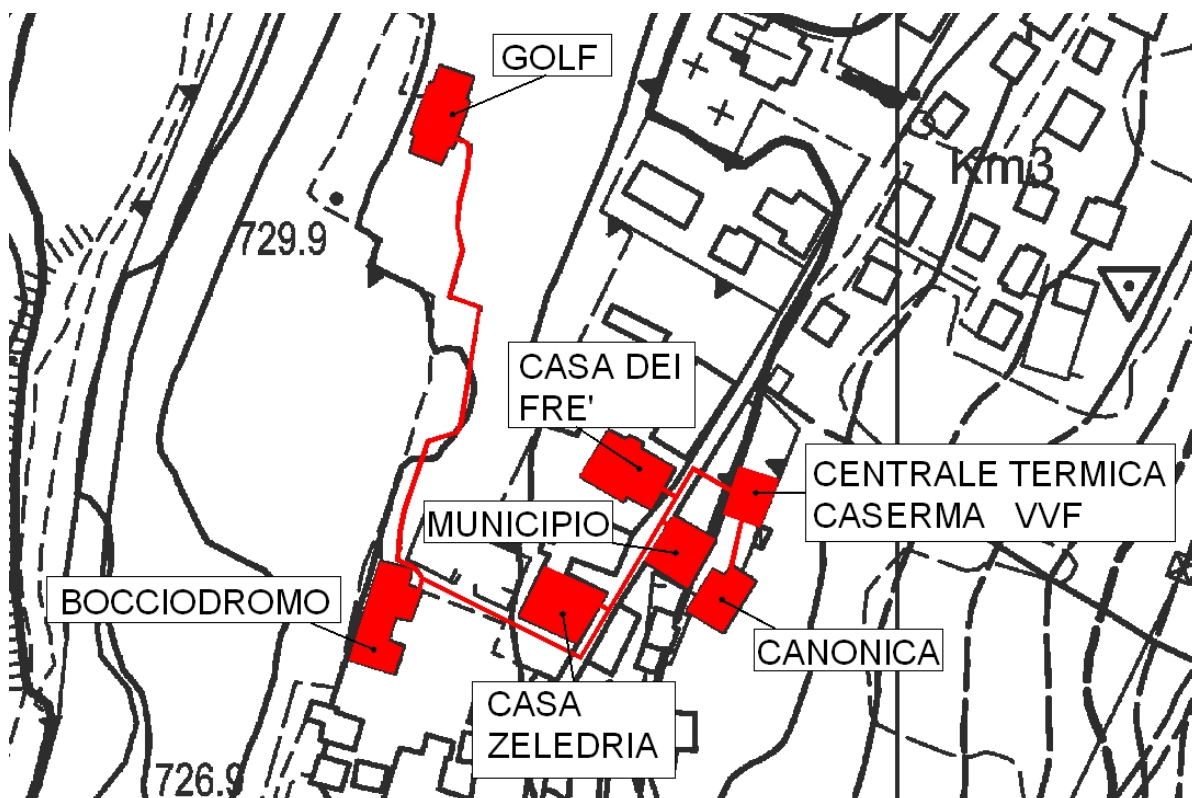 GOLF
Km3
729.9
CASA DEI
FRE'
CENTRALE TERMICA
CASERMA VVF
MUNICIPIO
BOCCIODROMO
CANONICA
CASA
ZELEDRIA
726.9